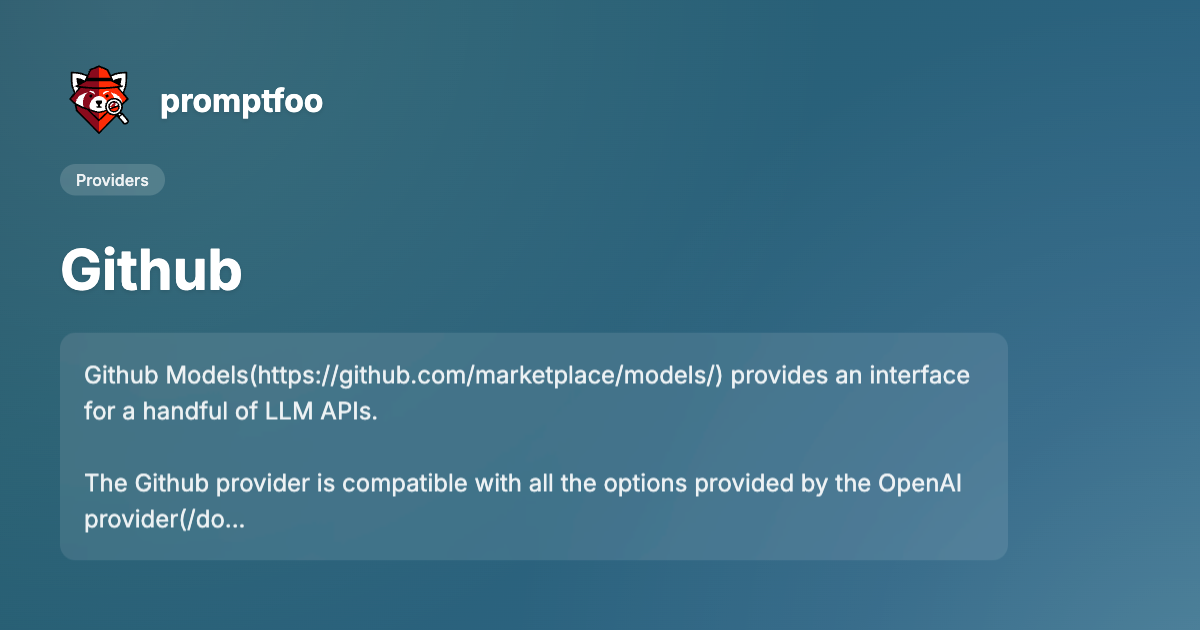 promptfoo
Providers
Github
Github Models(https://github.com/marketplace/models/) provides an interface
for a handful of LLM APIs.
The Github provider is compatible with all the options provided by the OpenAI
provider(/do...